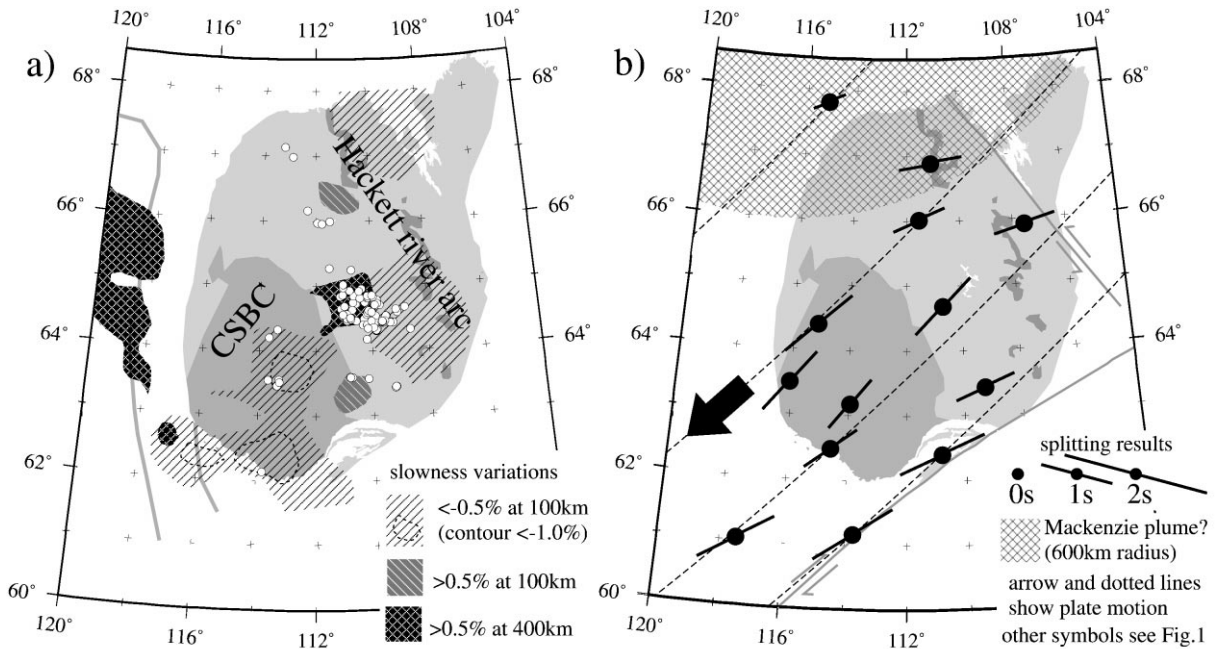 120° 116° 112° 108° 104°
a)
68°
66°
64°
62°
60°
Hackett river arc
CSBC
slowness variations
<-0.5% at 100km
(contour <-1.0%)
>0.5% at 100km
>0.5% at 400km
120° 116° 112°
120° 116° 112° 108° 104°
b)
68°
66°
64°
62°
60°
splitting results
0s 1s 2s
Mackenzie plume?
(600km radius)
arrow and dotted lines
show plate motion
other symbols see Fig.1
120° 116° 112°